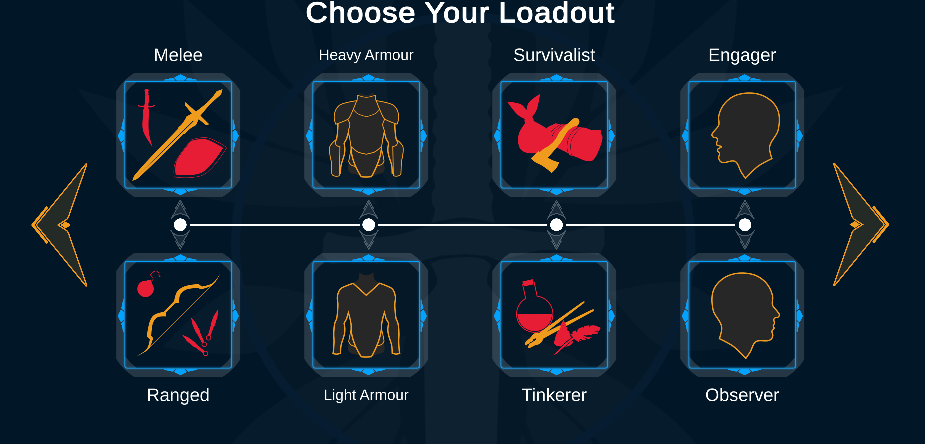 Choose Your Loadout
Melee
Heavy Armour
Survivalist
Engager
Ranged
Light Armour
Tinkerer
Observer